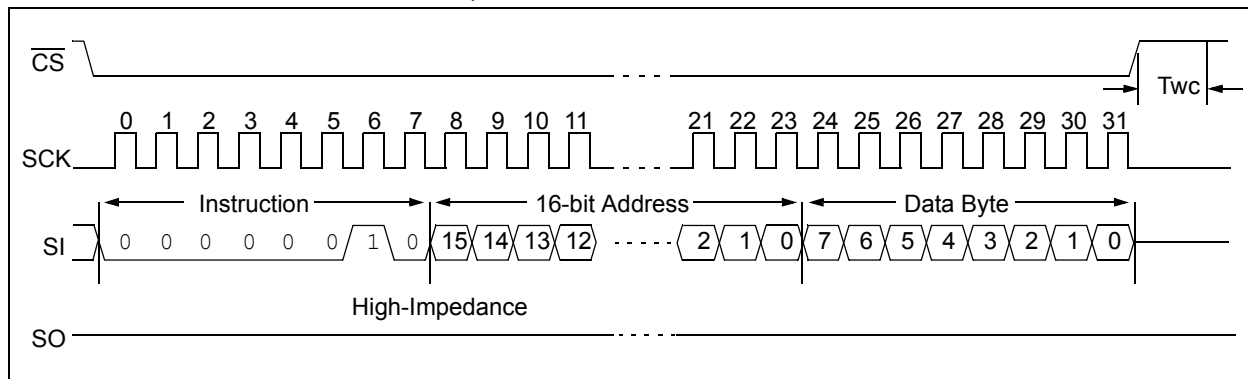 CS
Twc
0 1 2 3 4 5 6 7 8 9 10 11 21 22 23 24 25 26 27 28 29 30 31
SCK
Instruction 16-bit Address Data Byte
SI 0 0 0 0 0 0 1 0 15 14 13 12 2 1 0 7 6 5 4 3 2 1 0
High-Impedance
SO